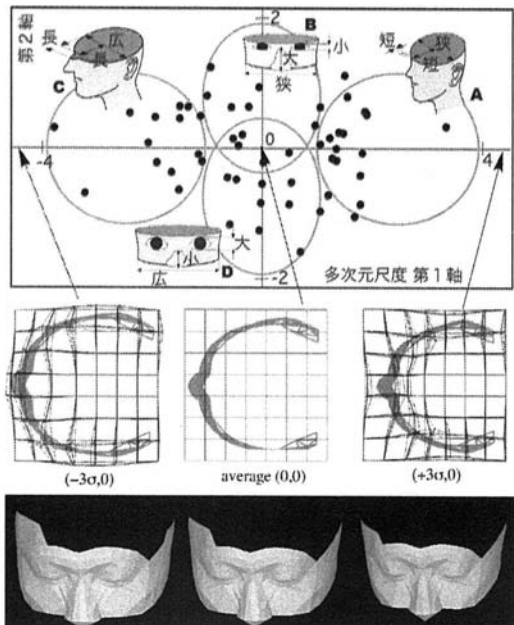 第2軸
長
広
長
C
-2
B
小
大
狭
短
狭
短
A
-4
0
4
大
小
広
D
-2
多次元尺度 第1軸
(−3σ,0)
average (0,0)
(+3σ,0)